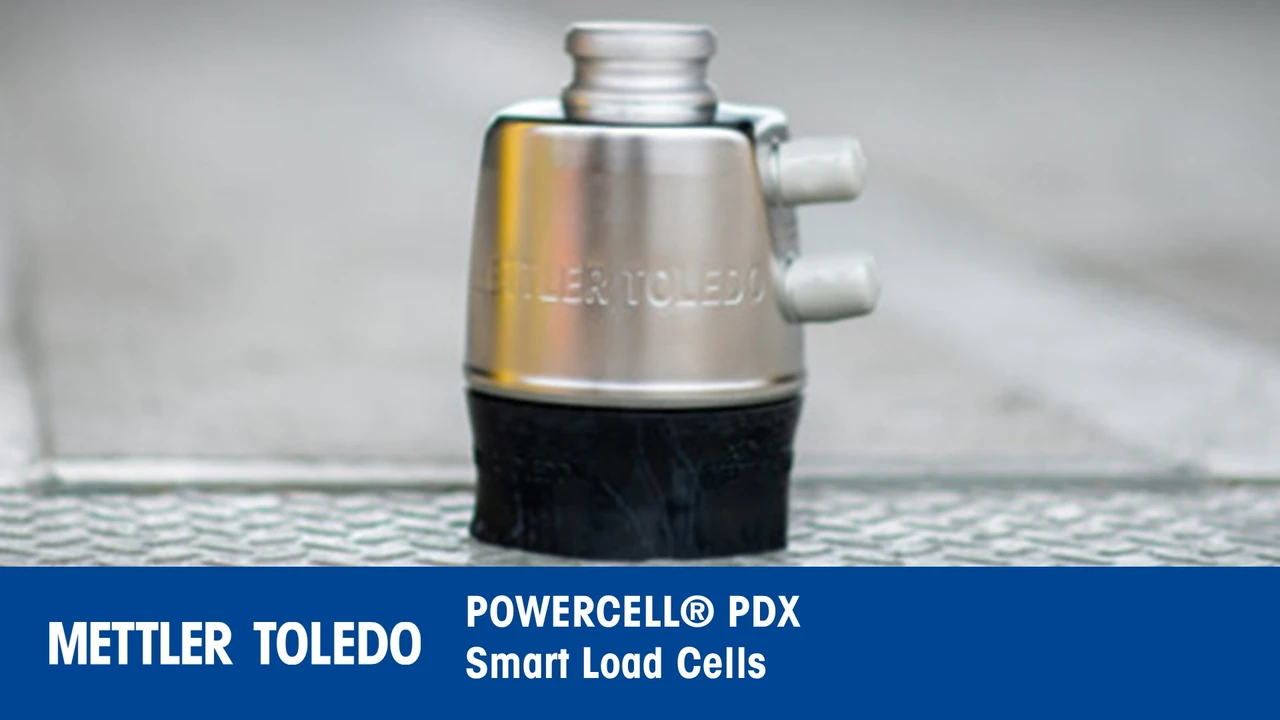 METTLER TOLEDO
METTLER TOLEDO
POWERCELL® PDX
Smart Load Cells